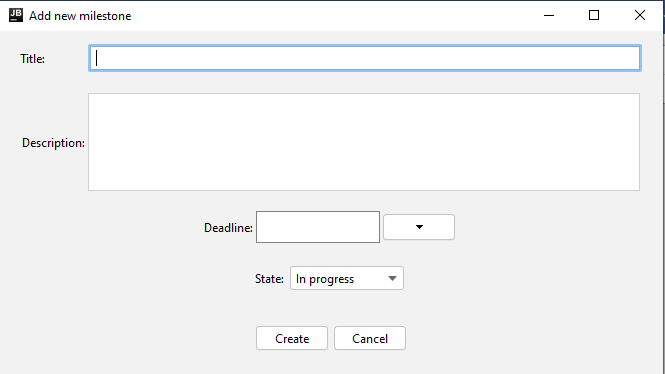 JB Add new milestone
Title:
Description:
Deadline:
State: In progress
Create Cancel